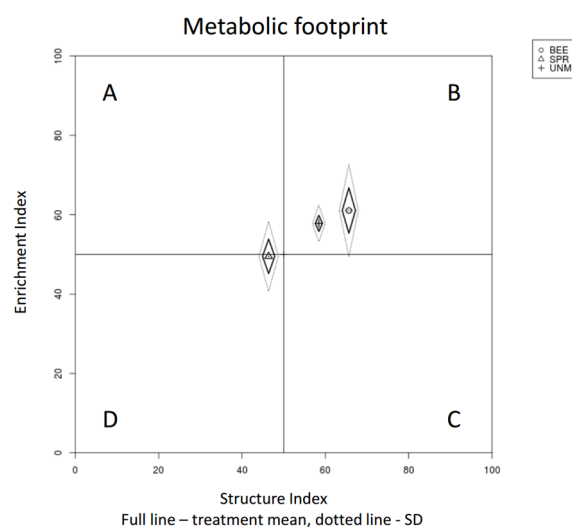 Metabolic footprint
BEE
SPR
UNM
A
B
Enrichment Index
100
80
60
40
20
0
D
C
0
20
40
60
80
100
Structure Index
Full line – treatment mean, dotted line - SD